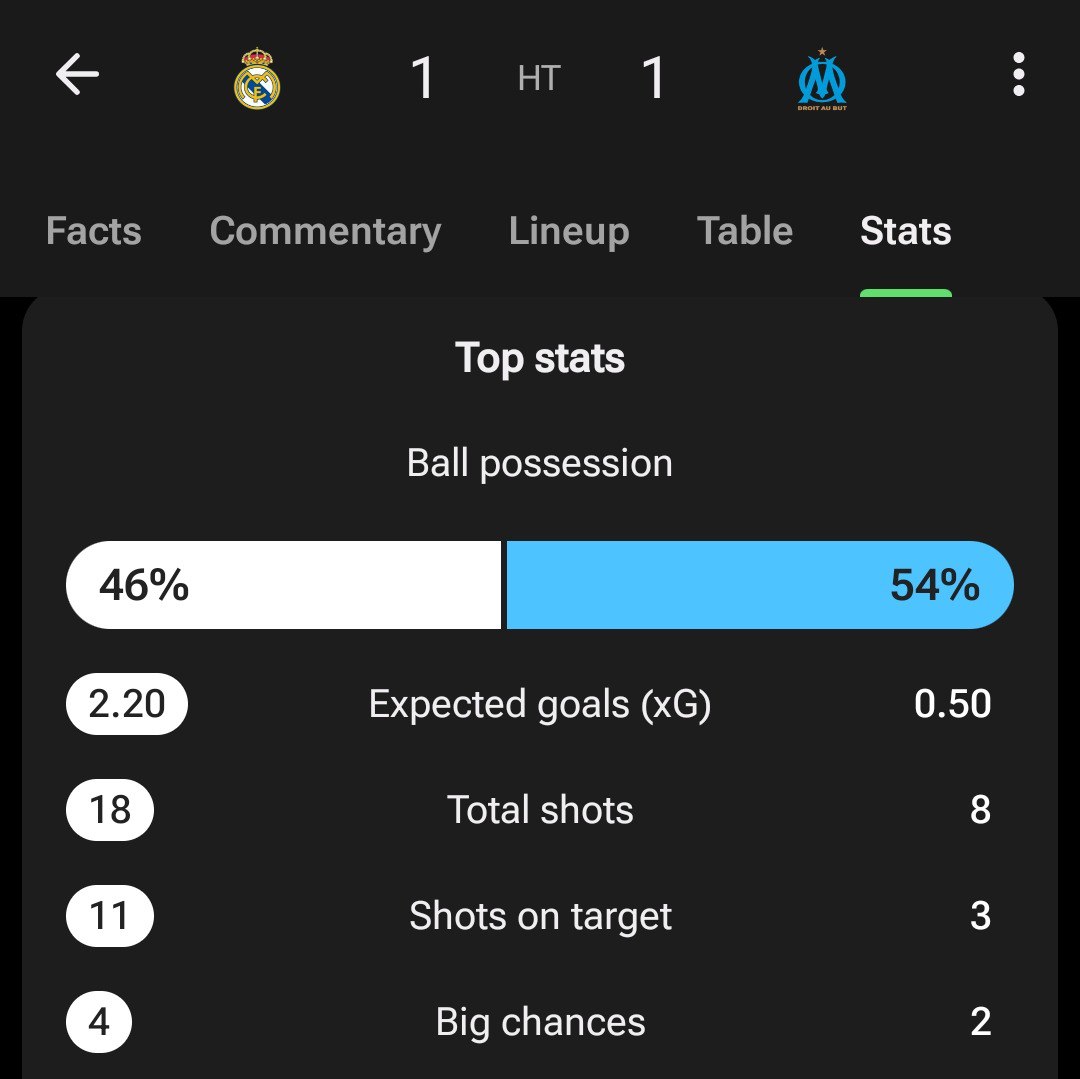 1 HT 1
DROIT AU BUT
Facts Commentary Lineup Table Stats
Top stats
Ball possession
46% 54%
2.20 Expected goals (xG) 0.50
18 Total shots 8
11 Shots on target 3
4 Big chances 2